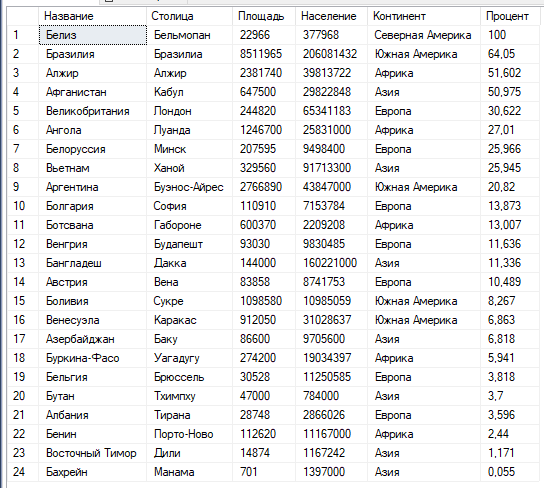 Название Столица Площадь Население Континент Процент
1 Белиз Бельмопан 22966 377968 Северная Америка 100
2 Бразилия Бразилиа 8511965 206081432 Южная Америка 64,05
3 Алжир Алжир 2381740 39813722 Африка 51,602
4 Афганистан Кабул 647500 29822848 Азия 50,975
5 Великобритания Лондон 244820 65341183 Европа 30,622
6 Ангола Луанда 1246700 25831000 Африка 27,01
7 Белоруссия Минск 207595 9498400 Европа 25,966
8 Вьетнам Ханой 329560 91713300 Азия 25,945
9 Аргентина Буэнос-Айрес 2766890 43847000 Южная Америка 20,82
10 Болгария София 110910 7153784 Европа 13,873
11 Ботсвана Габороне 600370 2209208 Африка 13,007
12 Венгрия Будапешт 93030 9830485 Европа 11,636
13 Бангладеш Дакка 144000 160221000 Азия 11,336
14 Австрия Вена 83858 8741753 Европа 10,489
15 Боливия Сукре 1098580 10985059 Южная Америка 8,267
16 Венесуэла Каракас 912050 31028637 Южная Америка 6,863
17 Азербайджан Баку 86600 9705600 Азия 6,818
18 Буркина-Фасо Уагадугу 274200 19034397 Африка 5,941
19 Бельгия Брюссель 30528 11250585 Европа 3,818
20 Бутан Тхимпху 47000 784000 Азия 3,7
21 Албания Тирана 28748 2866026 Европа 3,596
22 Бенин Порто-Ново 112620 11167000 Африка 2,44
23 Восточный Тимор Дили 14874 1167242 Азия 1,171
24 Бахрейн Манама 701 1397000 Азия 0,055